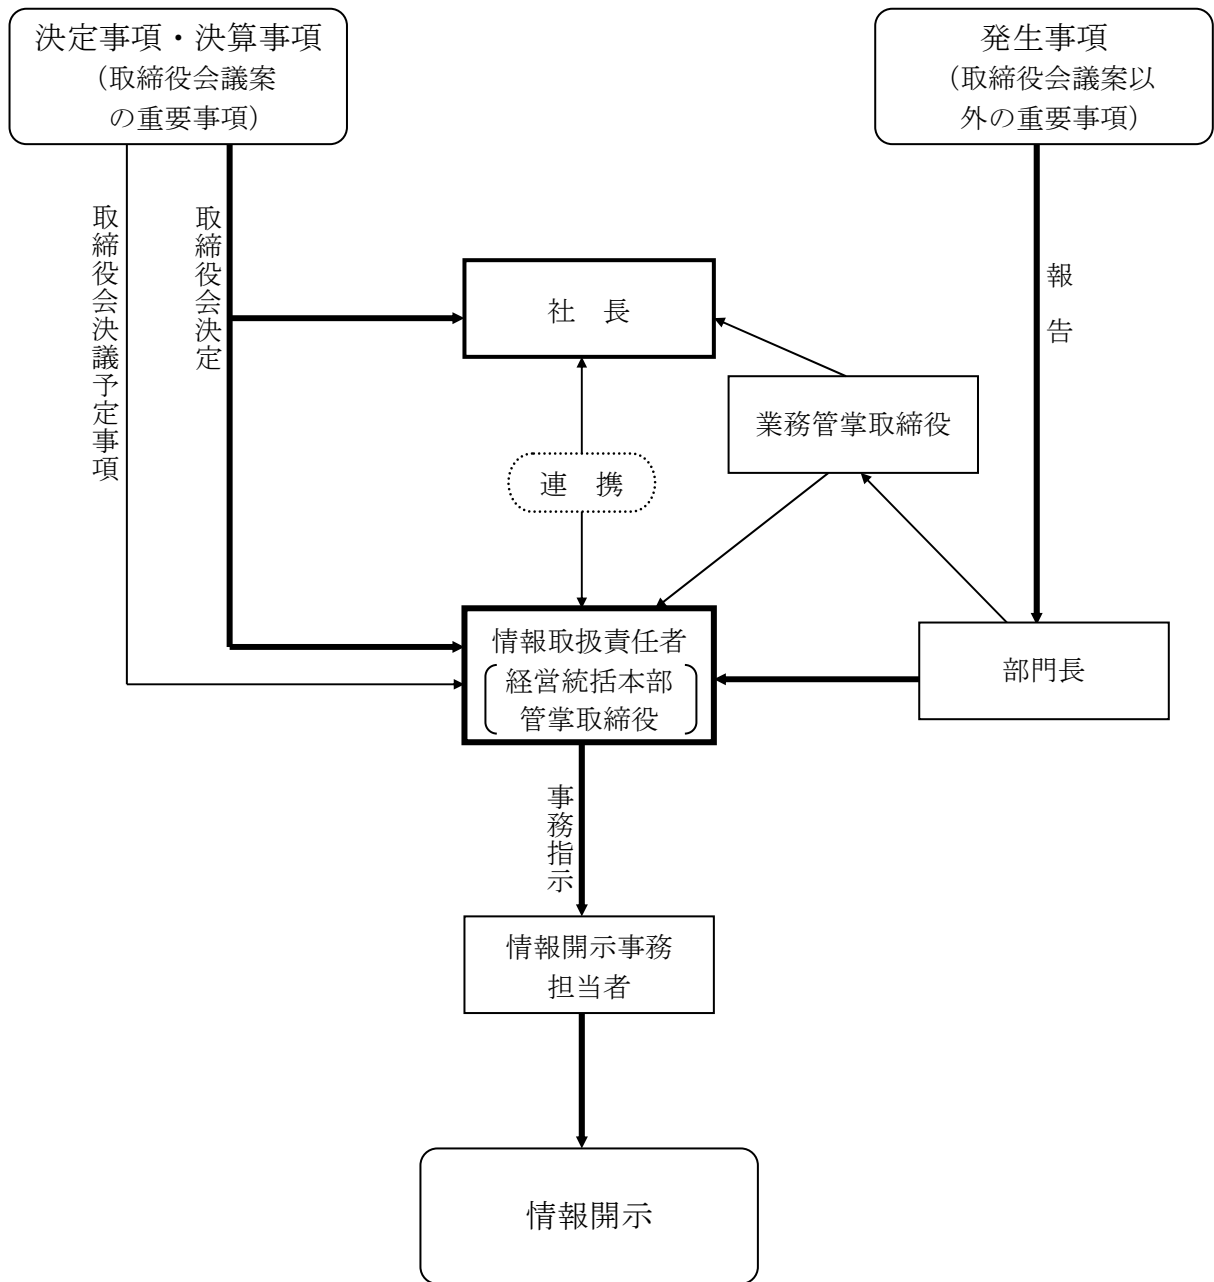 決定事項・決算事項
（取締役会議案
の重要事項）
発生事項
（取締役会議案以
外の重要事項）
取締役会決議予定事項
取締役会決定
報　告
社　長
業務管掌取締役
連　携
情報取扱責任者
経営統括本部
管掌取締役
部門長
事務指示
情報開示事務
担当者
情報開示